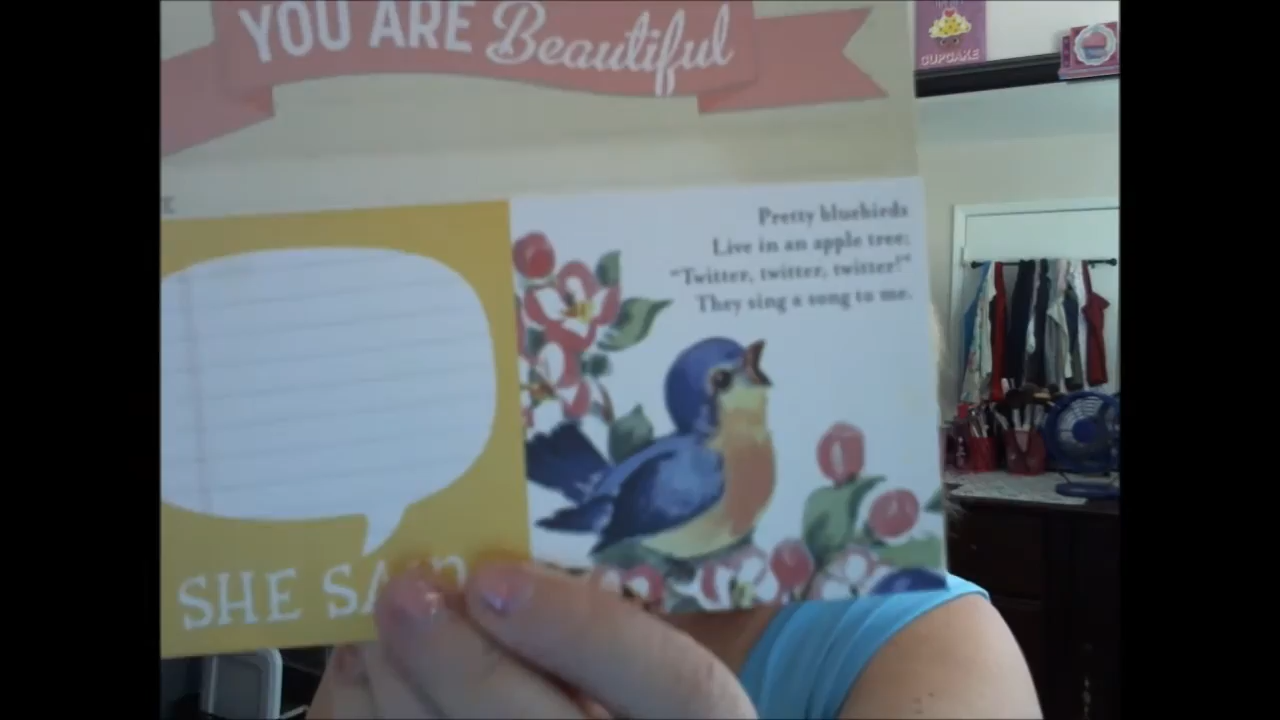 YOU ARE Beautiful
CUPCAKE
Pretty bluebirds
Live in an apple tree;
"Twitter, twitter, twitter!"
They sing a song to me.
SHE SAID